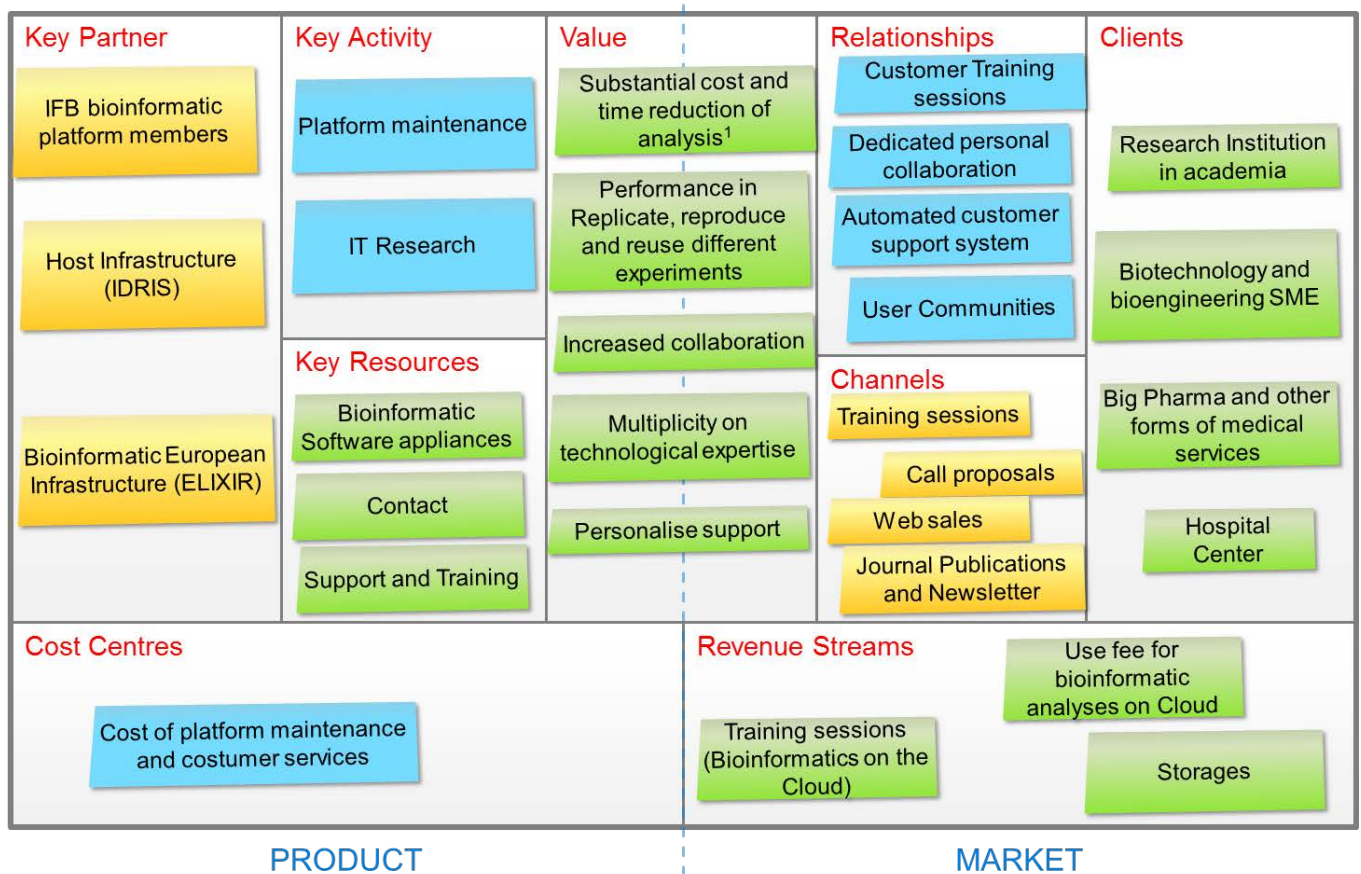 Key Partner
IFB bioinformatic
platform members
Host Infrastructure
(IDRIS)
Bioinformatic European
Infrastructure (ELIXIR)
Key Activity
Platform maintenance
IT Research
Key Resources
Bioinformatic
Software appliances
Contact
Support and Training
Value
Substantial cost and
time reduction of
analysis¹
Performance in
Replicate, reproduce
and reuse different
experiments
Increased collaboration
Multiplicity on
technological expertise
Personalise support
Relationships
Customer Training
sessions
Dedicated personal
collaboration
Automated customer
support system
User Communities
Channels
Training sessions
Call proposals
Web sales
Journal Publications
and Newsletter
Clients
Research Institution
in academia
Biotechnology and
bioengineering SME
Big Pharma and other
forms of medical
services
Hospital
Center
Cost Centres
Cost of platform maintenance
and costumer services
Revenue Streams
Training sessions
(Bioinformatics on the
Cloud)
Use fee for
bioinformatic
analyses on Cloud
Storages
PRODUCT
MARKET